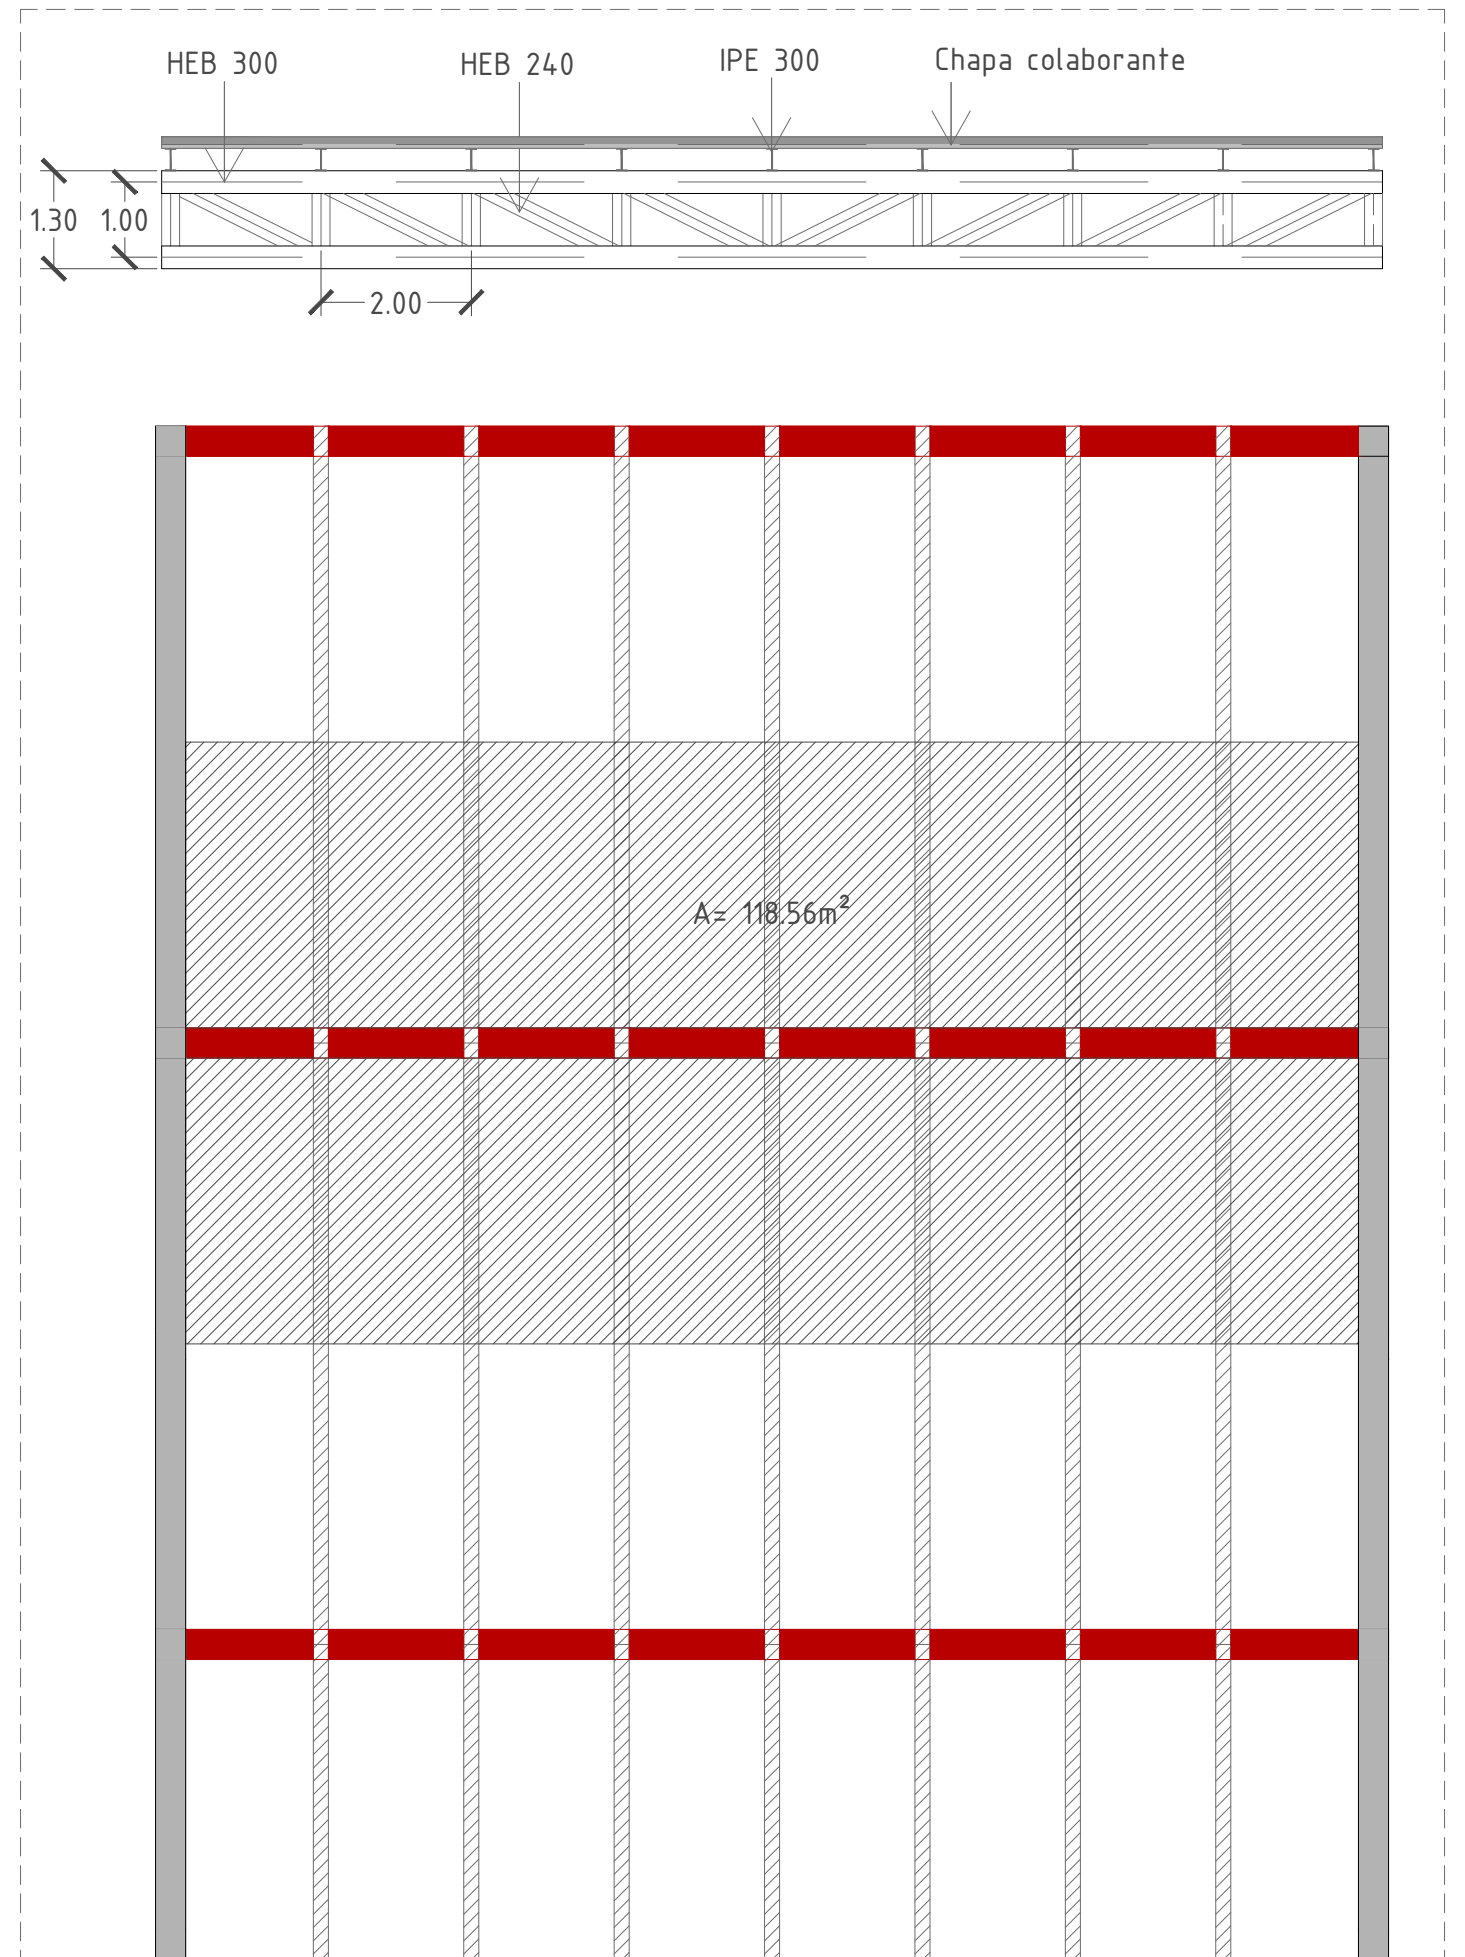 HEB 300
HEB 240
IPE 300
Chapa colaborante
1.30
1.00
2.00
A= 118.56m²